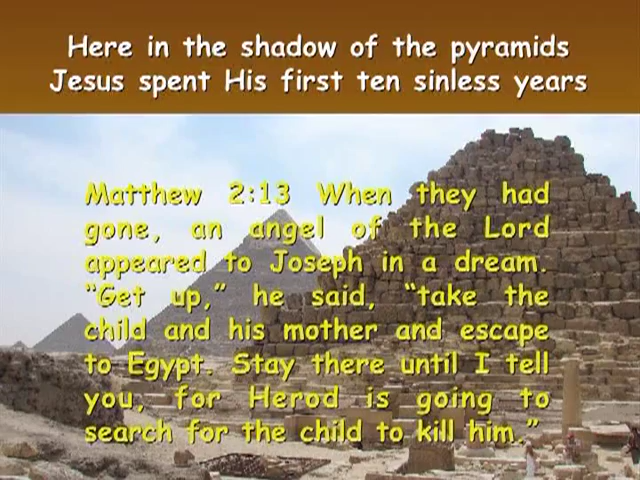 Here in the shadow of the pyramids
Jesus spent His first ten sinless years
Matthew 2:13 When they had
gone, an angel of the Lord
appeared to Joseph in a dream.
“Get up,” he said, “take the
child and his mother and escape
to Egypt. Stay there until I tell
you, for Herod is going to
search for the child to kill him.”